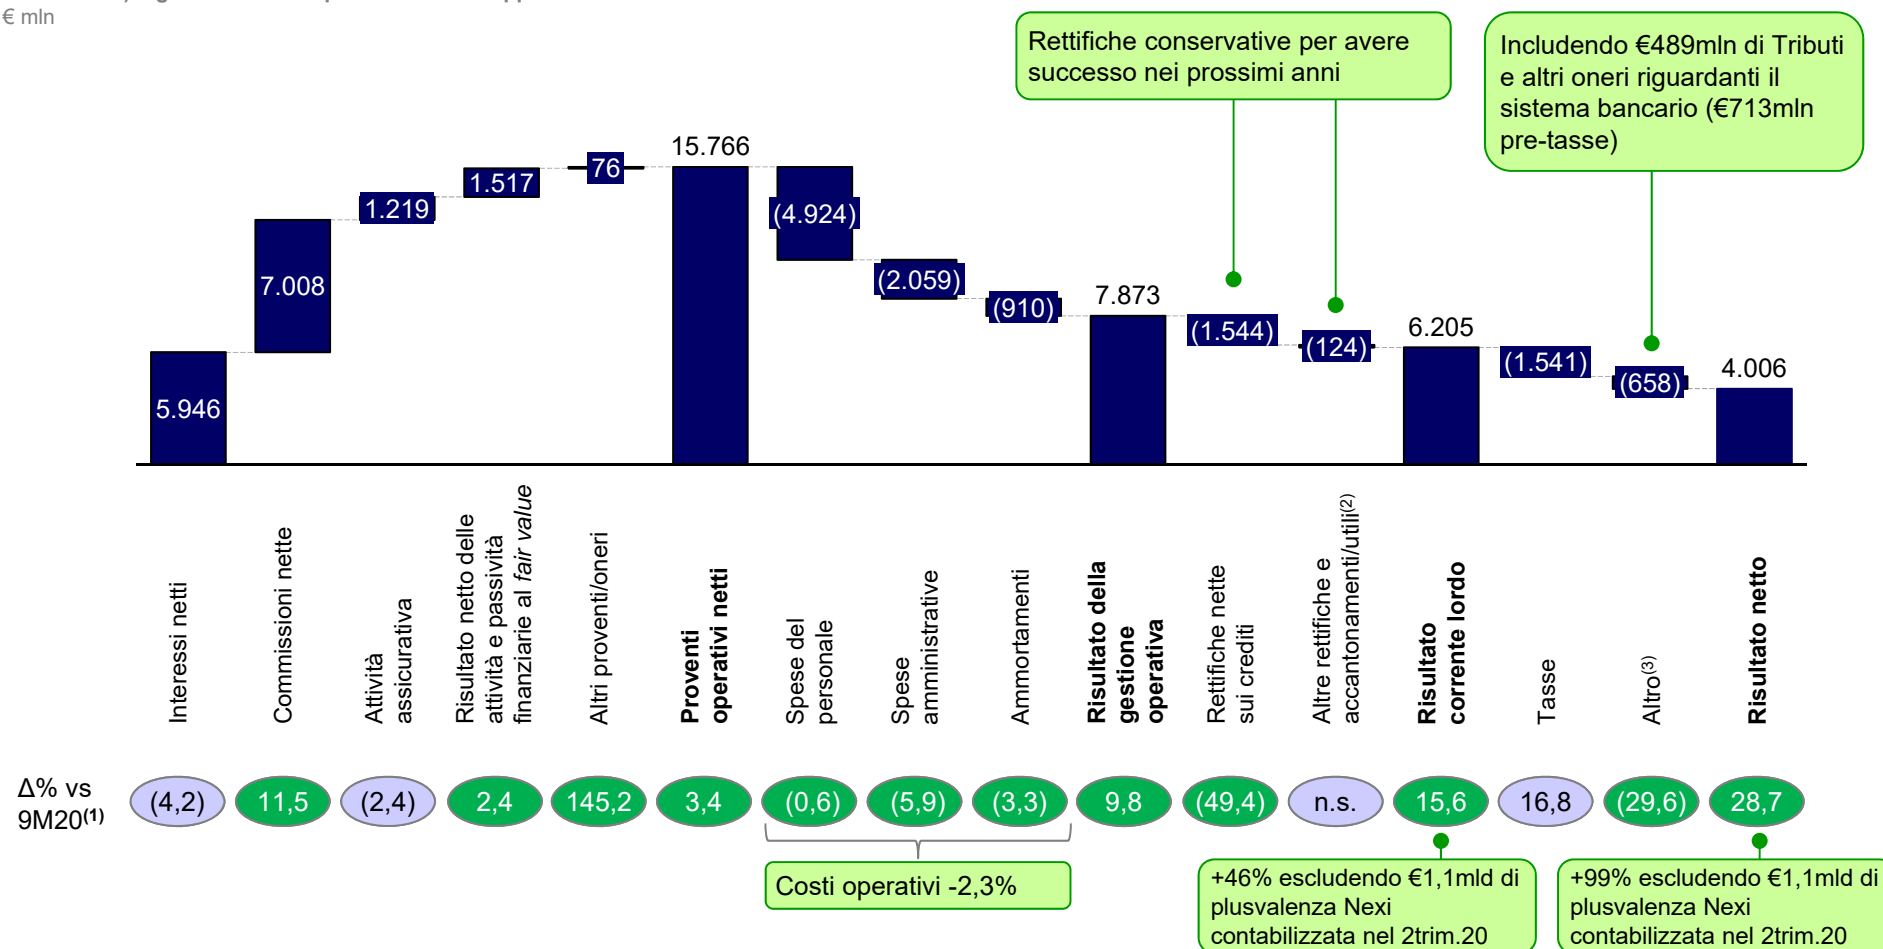 € mln
Rettifiche conservative per avere
successo nei prossimi anni
Includendo €489mln di Tributi
e altri oneri riguardanti il
sistema bancario (€713mln
pre-tasse)
5.946
7.008
1.219
1.517
76
15.766
(4.924)
(2.059)
(910)
7.873
(1.544)
(124)
6.205
(1.541)
(658)
4.006
Interessi netti
Commissioni nette
Attività
assicurativa
Risultato netto delle
attività e passività
finanziarie al fair value
Altri proventi/oneri
Proventi
operativi netti
Spese del
personale
Spese
amministrative
Ammortamenti
Risultato della
gestione
operativa
Rettifiche nette
sui crediti
Altre rettifiche e
accantonamenti/utili(2)
Risultato
corrente lordo
Tasse
Altro(3)
Risultato netto
Δ% vs
9M20(1)
(4,2)
11,5
(2,4)
2,4
145,2
3,4
(0,6)
(5,9)
(3,3)
9,8
(49,4)
n.s.
15,6
16,8
(29,6)
28,7
Costi operativi -2,3%
+46% escludendo €1,1mld di
plusvalenza Nexi
contabilizzata nel 2trim.20
+99% escludendo €1,1mld di
plusvalenza Nexi
contabilizzata nel 2trim.20